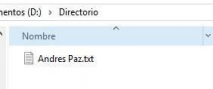 mentos (D:) > Directorio
Nombre
Andres Paz.txt